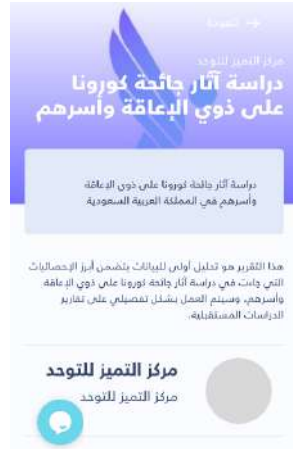 العودة
مركز التميز للتوحد
دراسة آثار جائحة كورونا
على ذوي الإعاقة وأسرهم
دراسة آثار جائحة كورونا على ذوي الإعاقة
وأسرهم في المملكة العربية السعودية
هذا التقرير هو تحليل أولي للبيانات يتضمن أبرز الإحصائيات
التي جاءت في دراسة آثار جائحة كورونا على ذوي الإعاقة
وأسرهم، وسيتم العمل بشكل تفصيلي على تقارير
الدراسات المستقبلية.
مركز التميز للتوحد
مركز التميز للتوحد